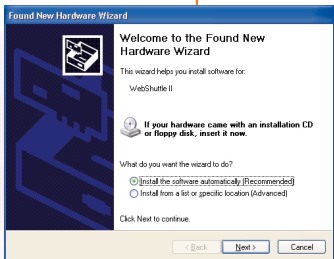 Found New Hardware Wizard
Welcome to the Found New
Hardware Wizard
This wizard helps you install software for:
WebShuttle II
If your hardware came with an installation CD
or floppy disk, insert it now.
What do you want the wizard to do?
Install the software automatically (Recommended)
Install from a list or specific location (Advanced)
Click Next to continue.
< Back
Next >
Cancel